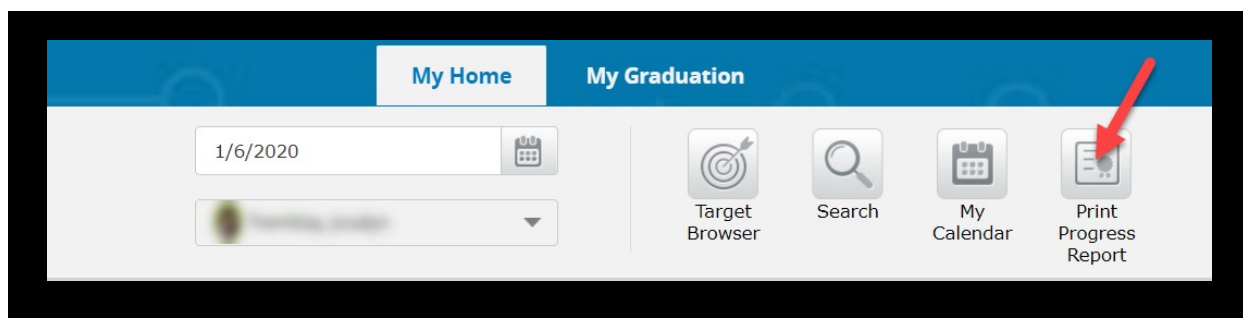 My Home
My Graduation
1/6/2020
Target
Browser
Search
My
Calendar
Print
Progress
Report